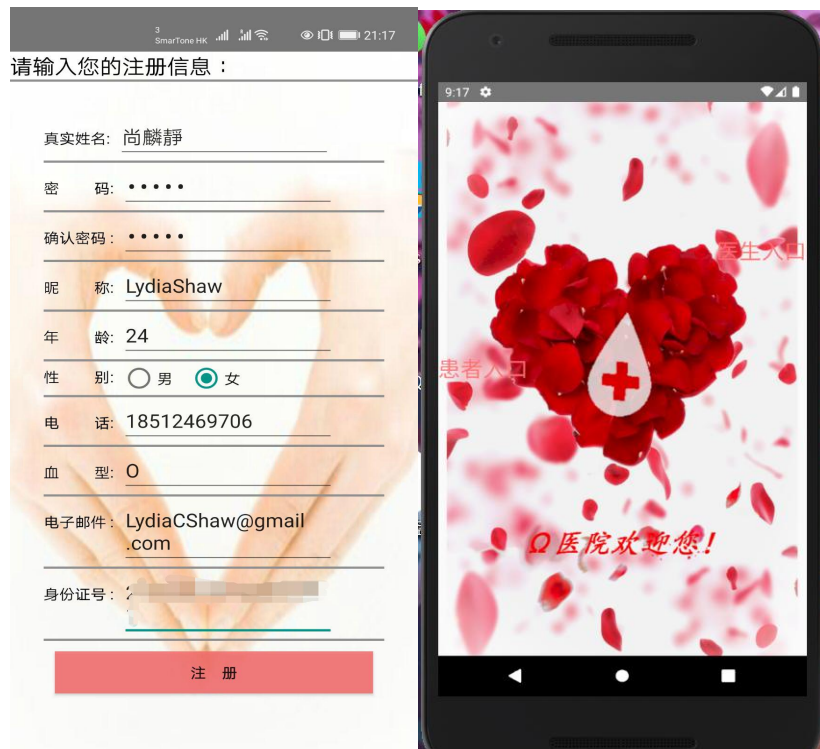 3
SmarTone HK
21:17
请输入您的注册信息：
真实姓名: 尚麟靜
密 码: •••••
确认密码: •••••
昵 称: LydiaShaw
年 龄: 24
性 别: 男 女
电 话: 18512469706
血 型: O
电子邮件: LydiaCShaw@gmail
.com
身份证号:
注 册
9:17
医生入口
患者入口
Ω医院欢迎您！